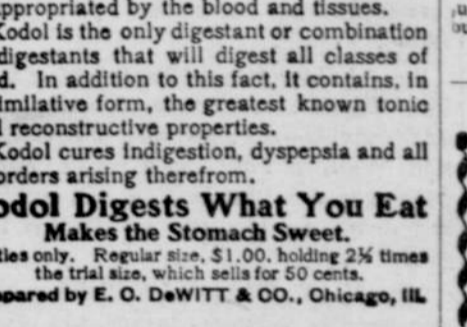 ppropriated by the blood and tissues.
Kodol is the only digestant or combination
digestants that will digest all classes of
d. In addition to this fact, it contains, in
similative form, the greatest known tonic
reconstructive properties.
Kodol cures indigestion, dyspepsia and all
orders arising therefrom.
odol Digests What You Eat
Makes the Stomach Sweet.
tles only. Regular size, $1.00, holding 2½ times
the trial size, which sells for 50 cents.
pared by E. C. DeWITT & CO., Chicago, Ill.